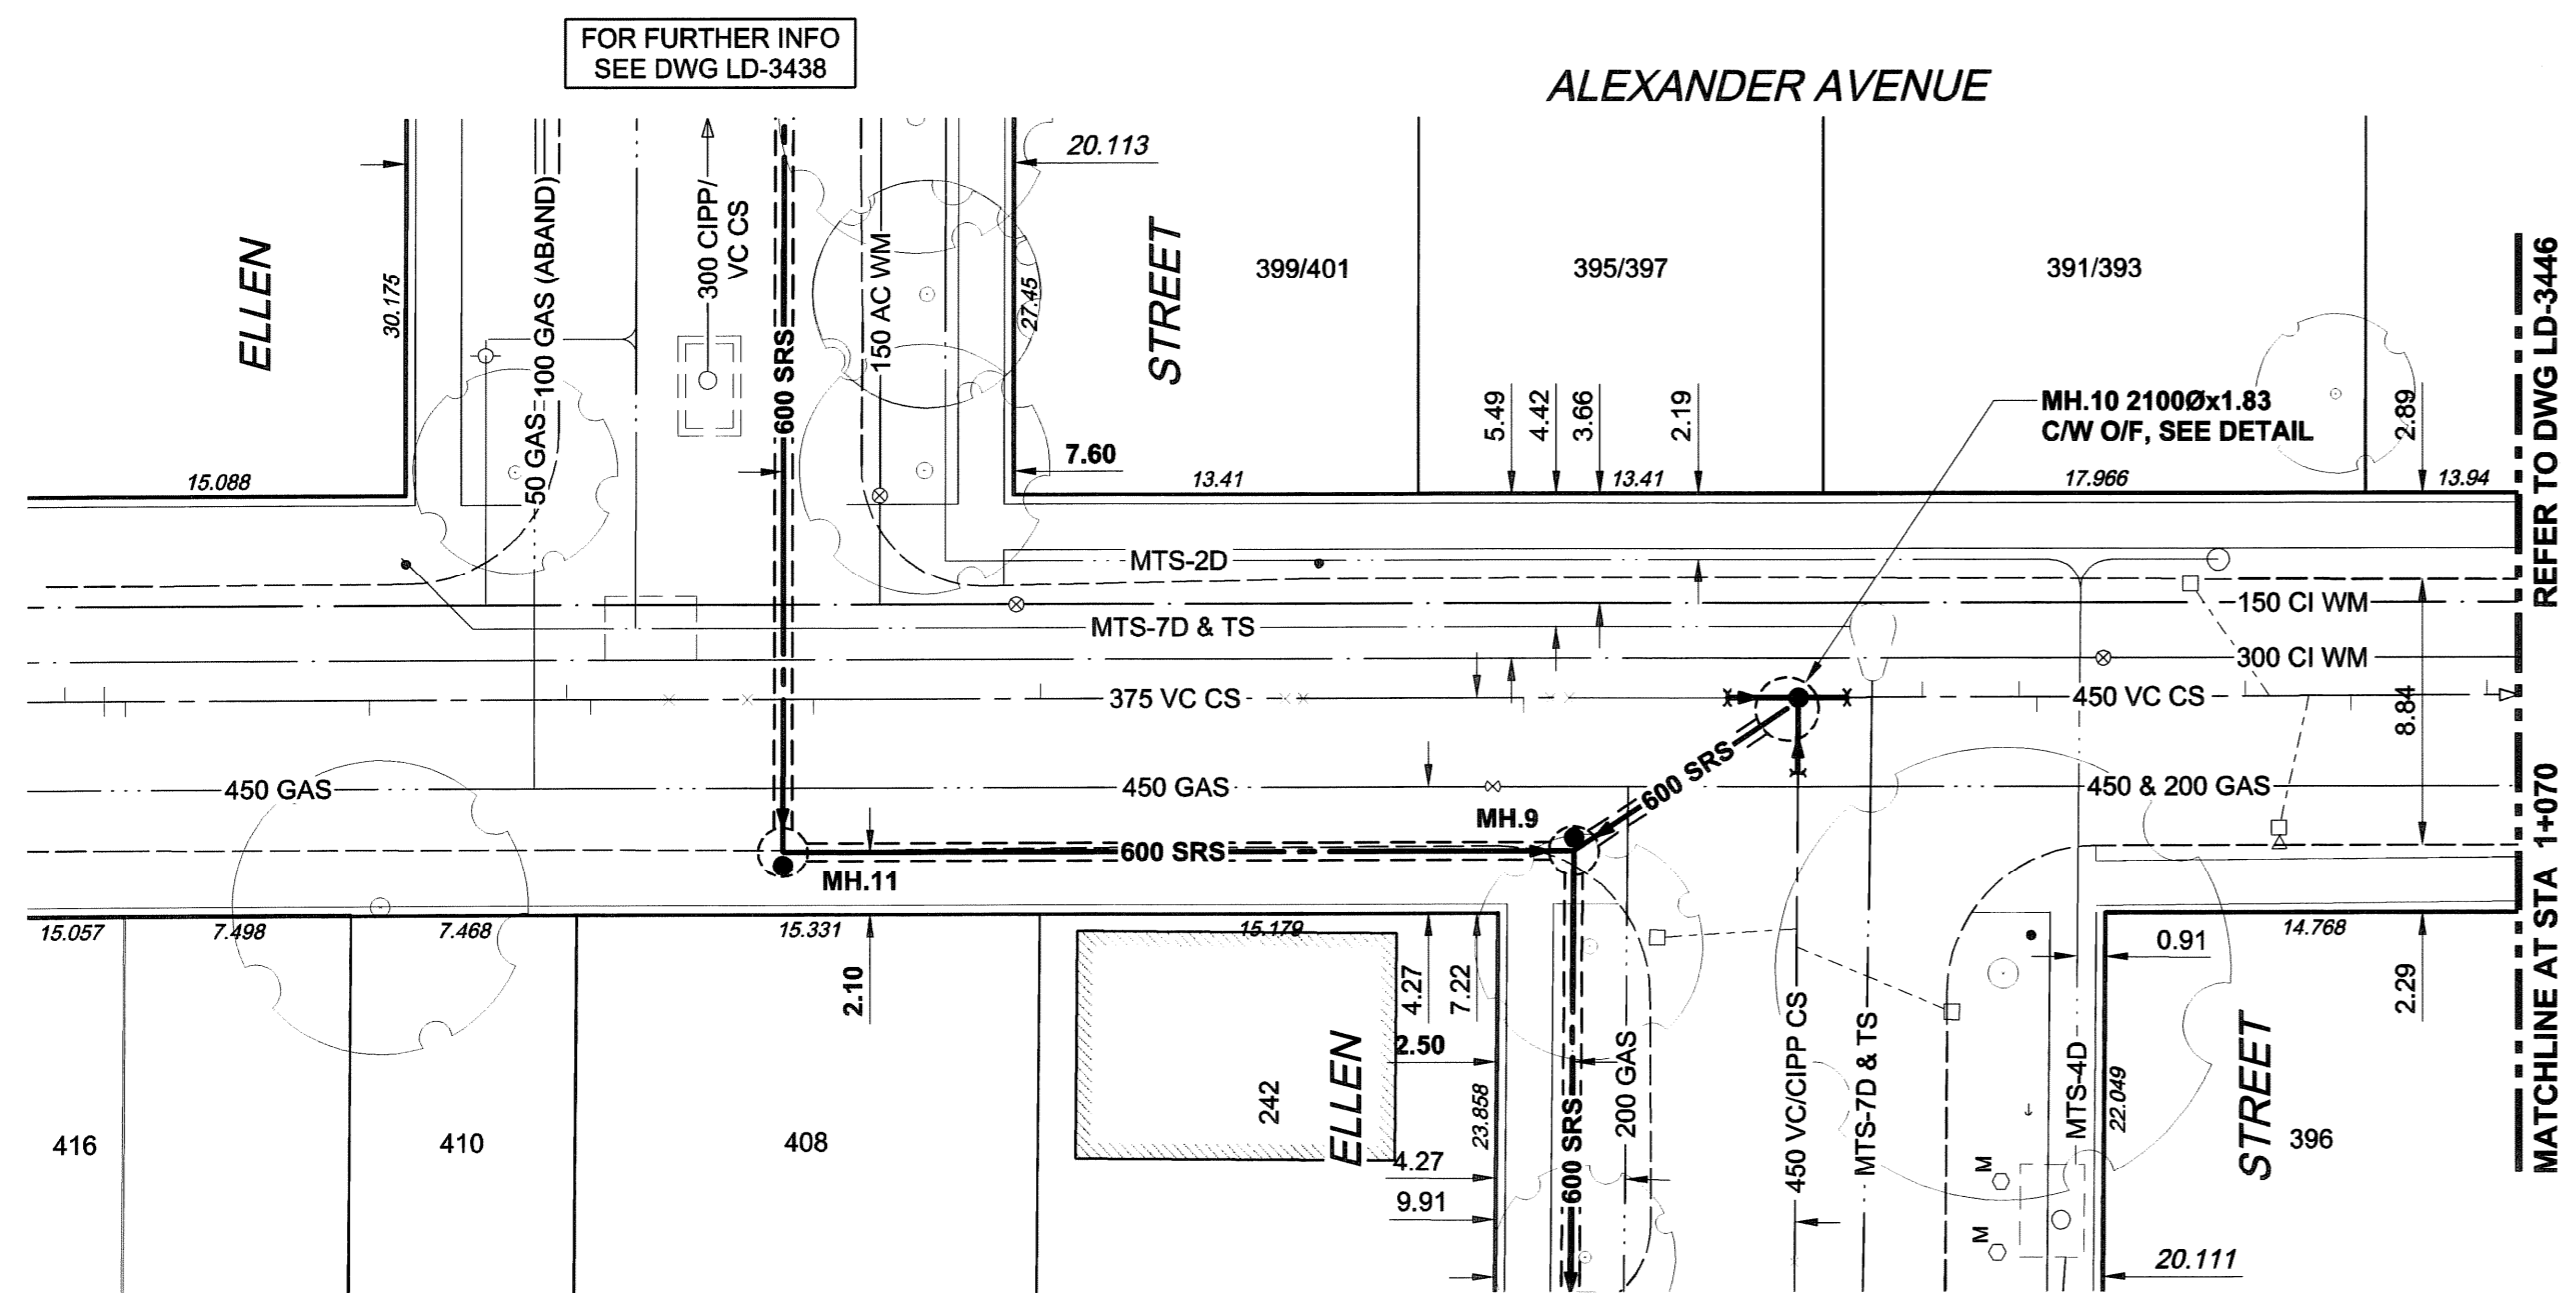 FOR FURTHER INFO
SEE DWG LD-3438
ALEXANDER AVENUE
20.113
ELLEN
30.175
50 GAS
100 GAS (ABAND)
300 CIPP/
VC CS
600 SRS
150 AC WM
27.45
STREET
399/401
395/397
391/393
5.49
4.42
3.66
2.19
MH.10 2100Øx1.83
C/W O/F, SEE DETAIL
2.89
REFER TO DWG LD-3446
15.088
7.60
13.41
13.41
17.966
13.94
MTS-2D
150 CI WM
MTS-7D & TS
300 CI WM
375 VC CS
450 VC CS
8.84
450 GAS
450 GAS
600 SRS
450 & 200 GAS
MH.9
600 SRS
MH.11
MATCHLINE AT STA 1+070
15.057
7.498
7.468
15.331
15.179
14.768
2.10
4.27
7.22
0.91
2.29
2.50
ELLEN
242
23.858
600 SRS
200 GAS
450 VC/CIPP CS
MTS-7D & TS
MTS-4D
22.049
STREET
416
410
408
396
4.27
9.91
M
M
20.111